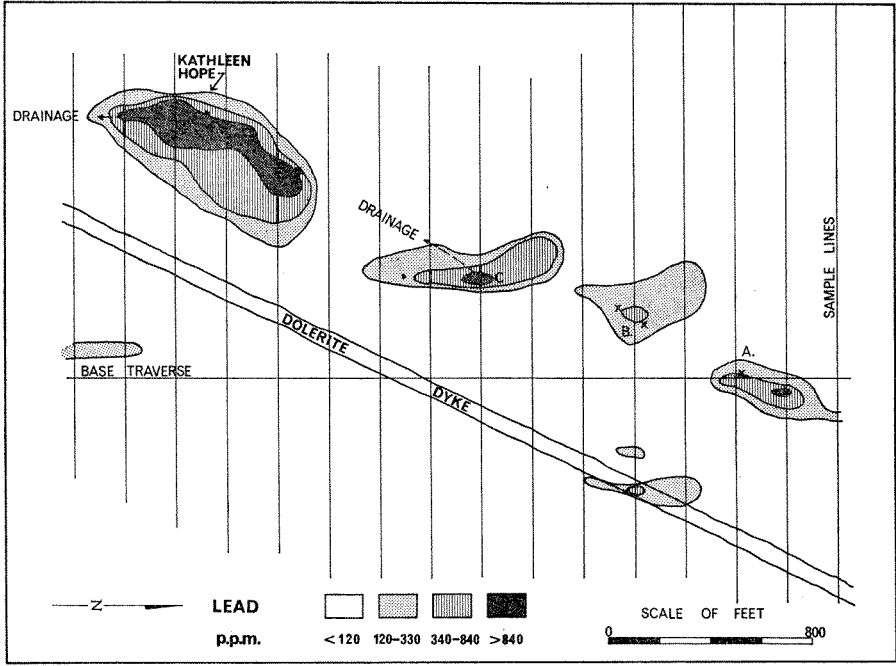 KATHLEEN
HOPE
DRAINAGE
DRAINAGE
C
SAMPLE LINES
B.
A.
DOLERITE
DYKE
BASE TRAVERSE
N
LEAD
p.p.m.
<120 120-330 340-840 >840
SCALE OF FEET
0 800